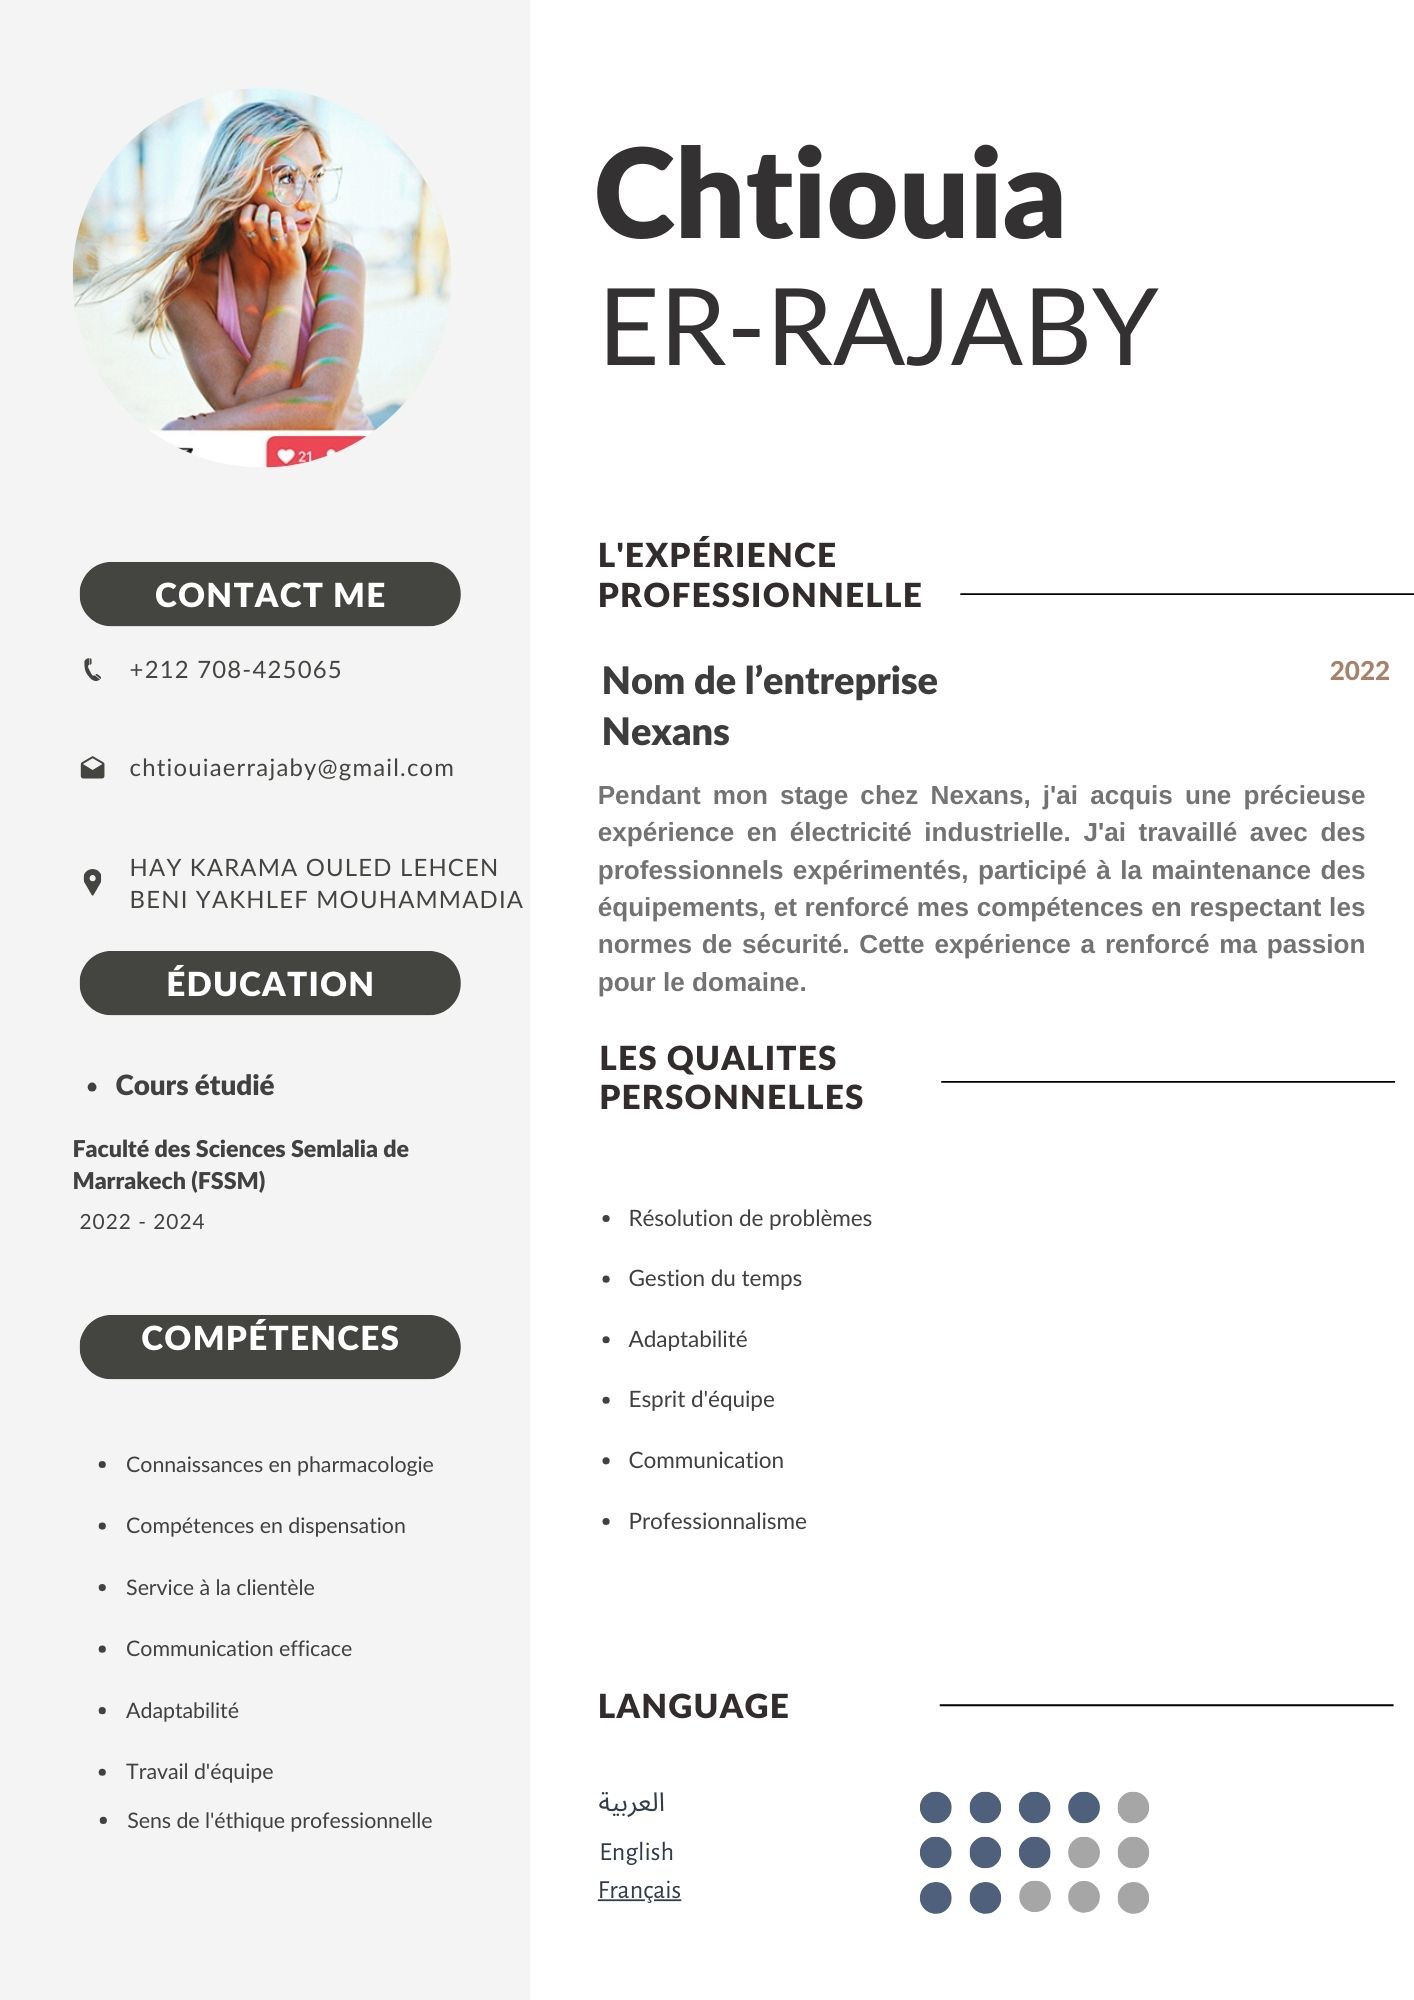 Chtiouia
ER-RAJABY
21
CONTACT ME
+212 708-425065
chtiouiaerrajaby@gmail.com
HAY KARAMA OULED LEHCEN
BENI YAKHLEF MOUHAMMADIA
ÉDUCATION
• Cours étudié
Faculté des Sciences Semlalia de
Marrakech (FSSM)
2022 - 2024
COMPÉTENCES
• Connaissances en pharmacologie
• Compétences en dispensation
• Service à la clientèle
• Communication efficace
• Adaptabilité
• Travail d'équipe
• Sens de l'éthique professionnelle
L'EXPÉRIENCE
PROFESSIONNELLE
Nom de l’entreprise
2022
Nexans
Pendant mon stage chez Nexans, j'ai acquis une précieuse
expérience en électricité industrielle. J'ai travaillé avec des
professionnels expérimentés, participé à la maintenance des
équipements, et renforcé mes compétences en respectant les
normes de sécurité. Cette expérience a renforcé ma passion
pour le domaine.
LES QUALITES
PERSONNELLES
• Résolution de problèmes
• Gestion du temps
• Adaptabilité
• Esprit d'équipe
• Communication
• Professionnalisme
LANGUAGE
العربية
English
Français